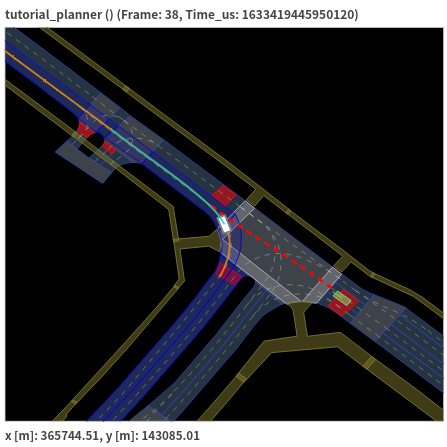 tutorial_planner () (Frame: 38, Time_us: 1633419445950120)
x [m]: 365744.51, y [m]: 143085.01